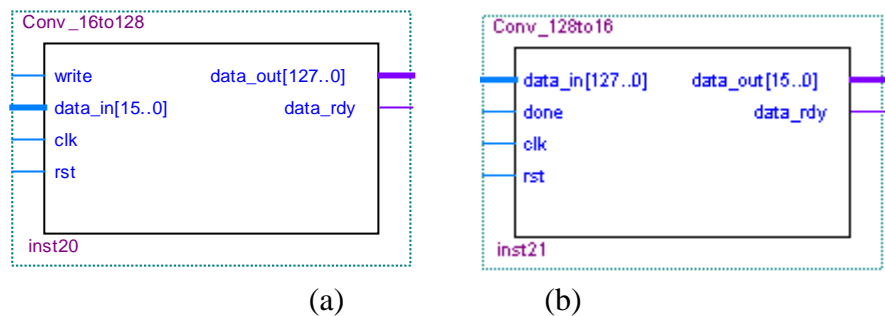 Conv_16to128
write data_out[127..0]
data_in[15..0] data_rdy
clk
rst
inst20
(a)
Conv_128to16
data_in[127..0] data_out[15..0]
done data_rdy
clk
rst
inst21
(b)